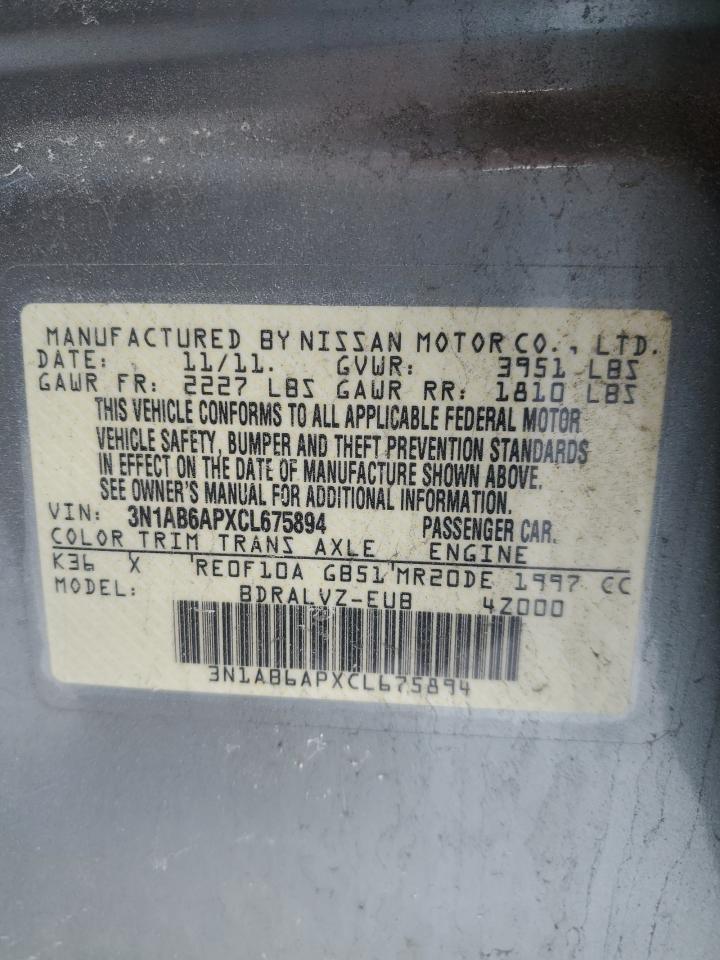 MANUFACTURED BY NISSAN MOTOR CO., LTD.
DATE: 11/11. GVWR: 3951 LBS
GAWR FR: 2227 LBS GAWR RR: 1810 LBS
THIS VEHICLE CONFORMS TO ALL APPLICABLE FEDERAL MOTOR
VEHICLE SAFETY, BUMPER AND THEFT PREVENTION STANDARDS
IN EFFECT ON THE DATE OF MANUFACTURE SHOWN ABOVE.
SEE OWNER'S MANUAL FOR ADDITIONAL INFORMATION.
VIN: 3N1AB6APXCL675894 PASSENGER CAR.
COLOR TRIM TRANS AXLE ENGINE
K36 X RE0F10A GB51 MR20DE 1997 CC
MODEL: BDRALVZ-EUB 4Z000
3N1AB6APXCL675894